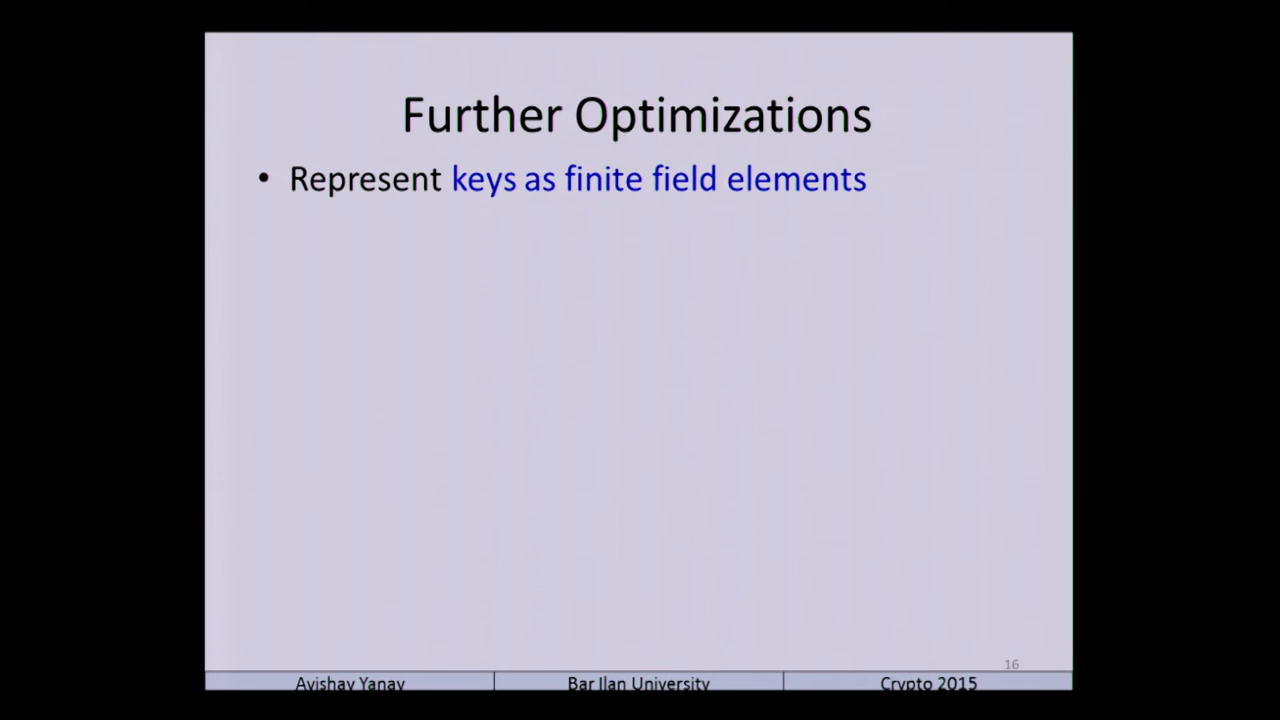 Further Optimizations
• Represent keys as finite field elements
16
Avishay Yanay
Bar Ilan University
Crypto 2015